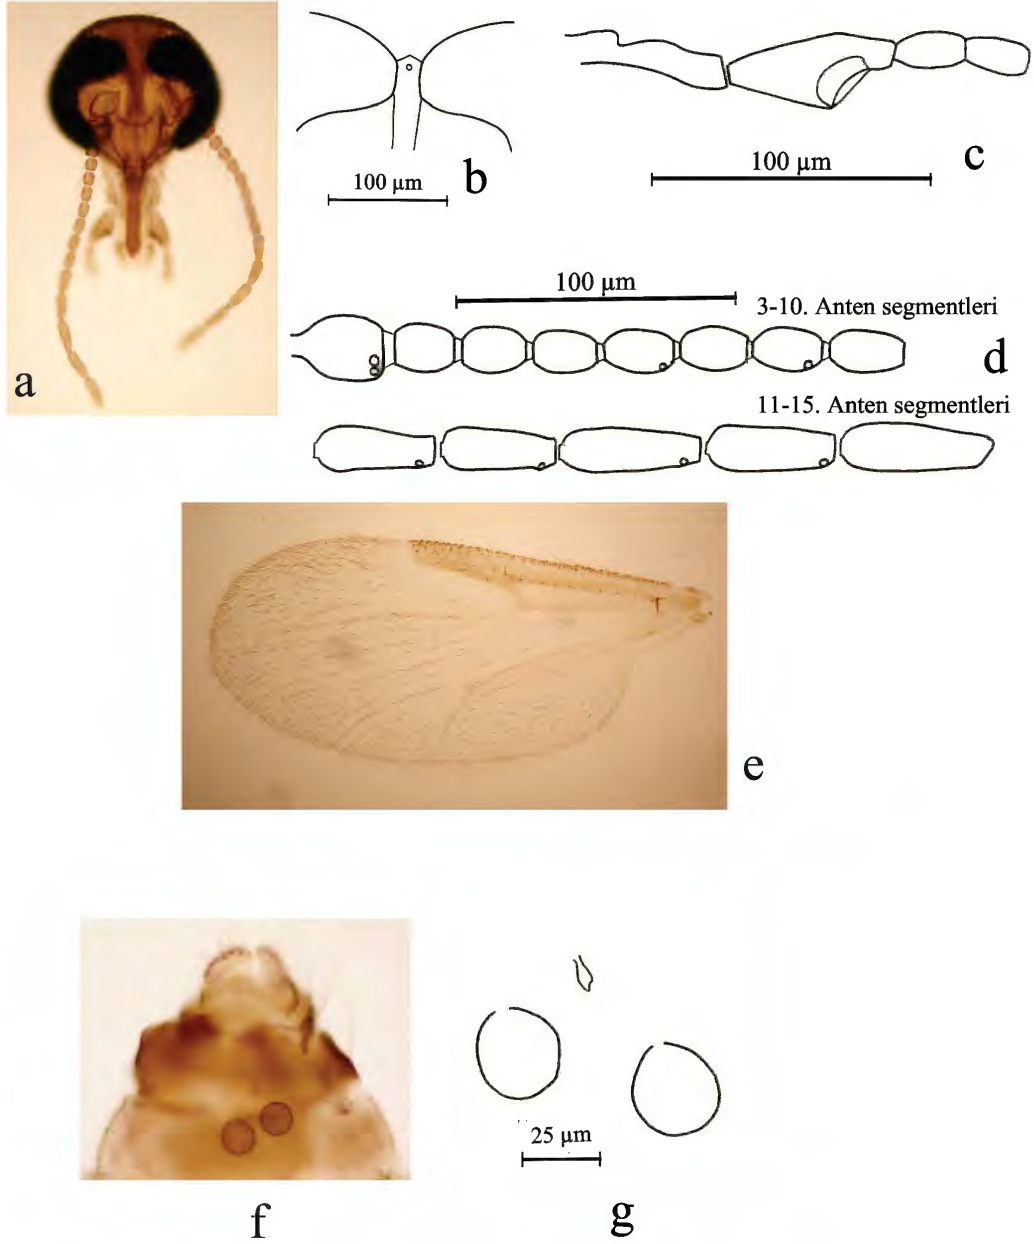 a
b
100 µm
c
100 µm
100 µm
3-10. Anten segmentleri
d
11-15. Anten segmentleri
e
f
g
25 µm